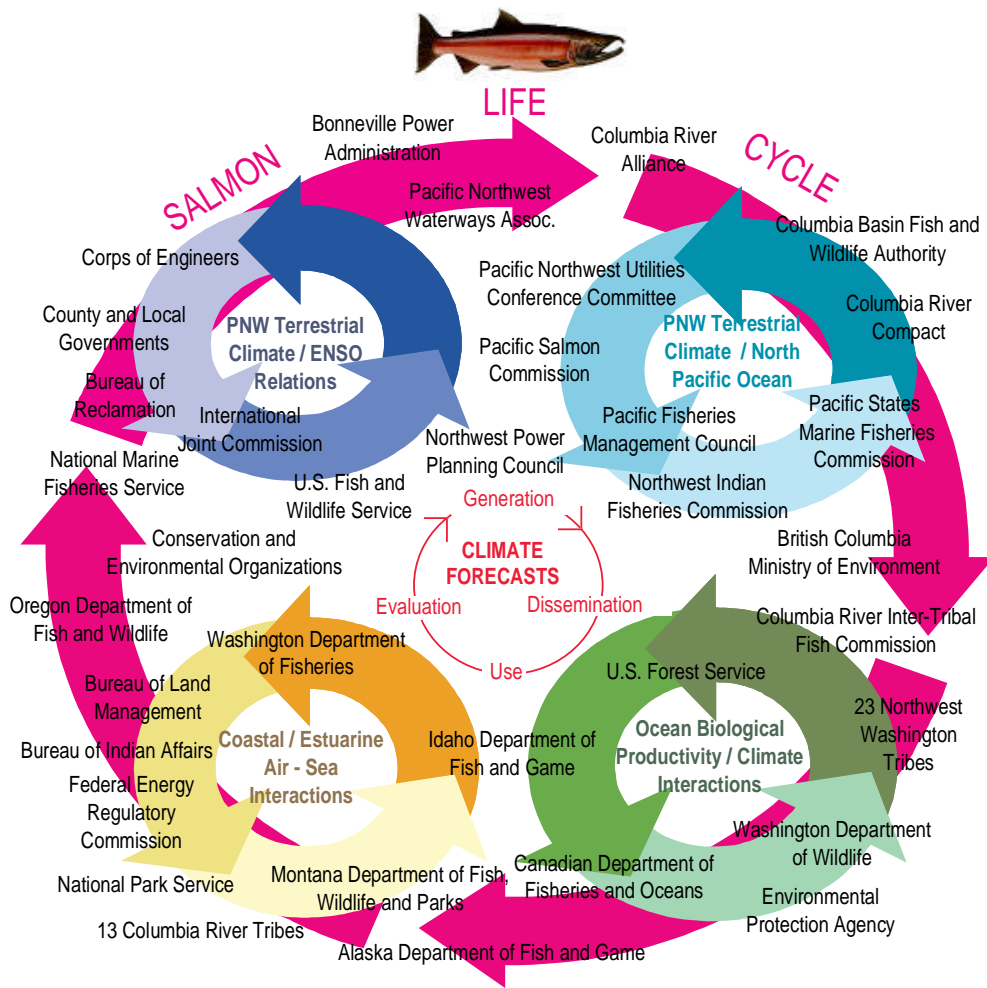 LIFE
SALMON
CYCLE
Bonneville Power
Administration
Pacific Northwest
Waterways Assoc.
Columbia River
Alliance
Columbia Basin Fish and
Wildlife Authority
Corps of Engineers
Pacific Northwest Utilities
Conference Committee
Columbia River
Compact
County and Local
Governments
PNW Terrestrial
Climate / ENSO
Relations
Pacific Salmon
Commission
PNW Terrestrial
Climate / North
Pacific Ocean
Bureau of
Reclamation
International
Joint Commission
Pacific Fisheries
Management Council
Pacific States
Marine Fisheries
Commission
Northwest Power
Planning Council
National Marine
Fisheries Service
U.S. Fish and
Wildlife Service
Northwest Indian
Fisheries Commission
Generation
CLIMATE
FORECASTS
Evaluation
Dissemination
Use
Conservation and
Environmental Organizations
British Columbia
Ministry of Environment
Oregon Department of
Fish and Wildlife
Washington Department
of Fisheries
Columbia River Inter-Tribal
Fish Commission
U.S. Forest Service
Bureau of Land
Management
23 Northwest
Washington
Tribes
Bureau of Indian Affairs
Coastal / Estuarine
Air - Sea
Interactions
Idaho Department of
Fish and Game
Ocean Biological
Productivity / Climate
Interactions
Federal Energy
Regulatory
Commission
Washington Department
of Wildlife
National Park Service
Montana Department of Fish,
Wildlife and Parks
Canadian Department of
Fisheries and Oceans
Environmental
Protection Agency
13 Columbia River Tribes
Alaska Department of Fish and Game